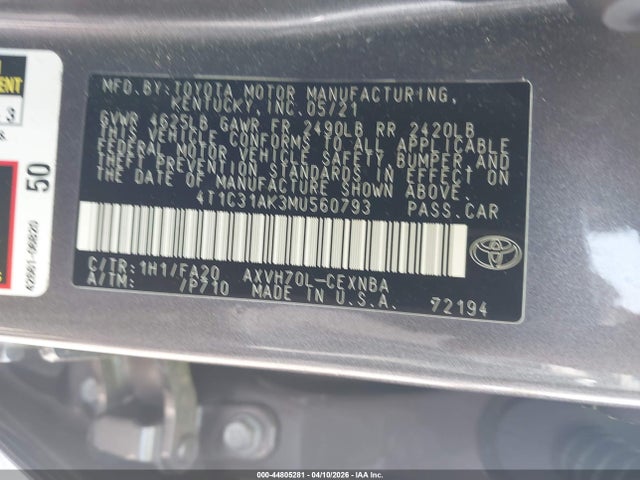 MFD.BY:TOYOTA MOTOR MANUFACTURING,
KENTUCKY,INC.05/21
GVWR 4625LB GAWR FR 2490LB RR 2420LB
THIS VEHICLE CONFORMS TO ALL APPLICABLE
FEDERAL MOTOR VEHICLE SAFETY, BUMPER, AND
THEFT PREVENTION STANDARDS IN EFFECT ON
THE DATE OF MANUFACTURE SHOWN ABOVE.
4T1C31AK3MU560793 PASS.CAR
C/TR:1H1/FA20 AXVH70L-CEXNBA
A/TM: /P710 MADE IN U.S.A. 72194
3
50
000-44805281 - 04/10/2026 - IAAI.COM